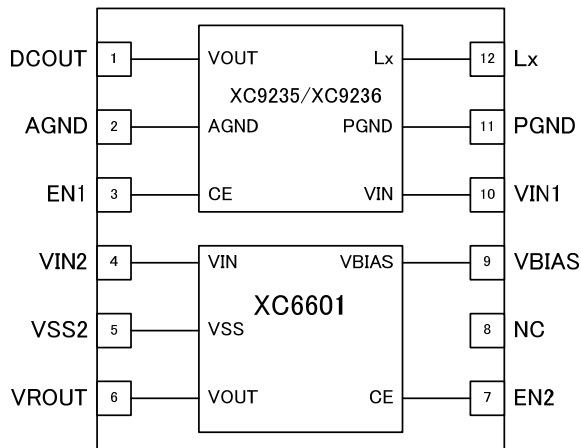 DCOUT 1 VOUT Lx 12 Lx
XC9235/XC9236
AGND 2 AGND PGND 11 PGND
EN1 3 CE VIN 10 VIN1
VIN2 4 VIN VBIAS 9 VBIAS
XC6601
VSS2 5 VSS 8 NC
VROUT 6 VOUT CE 7 EN2